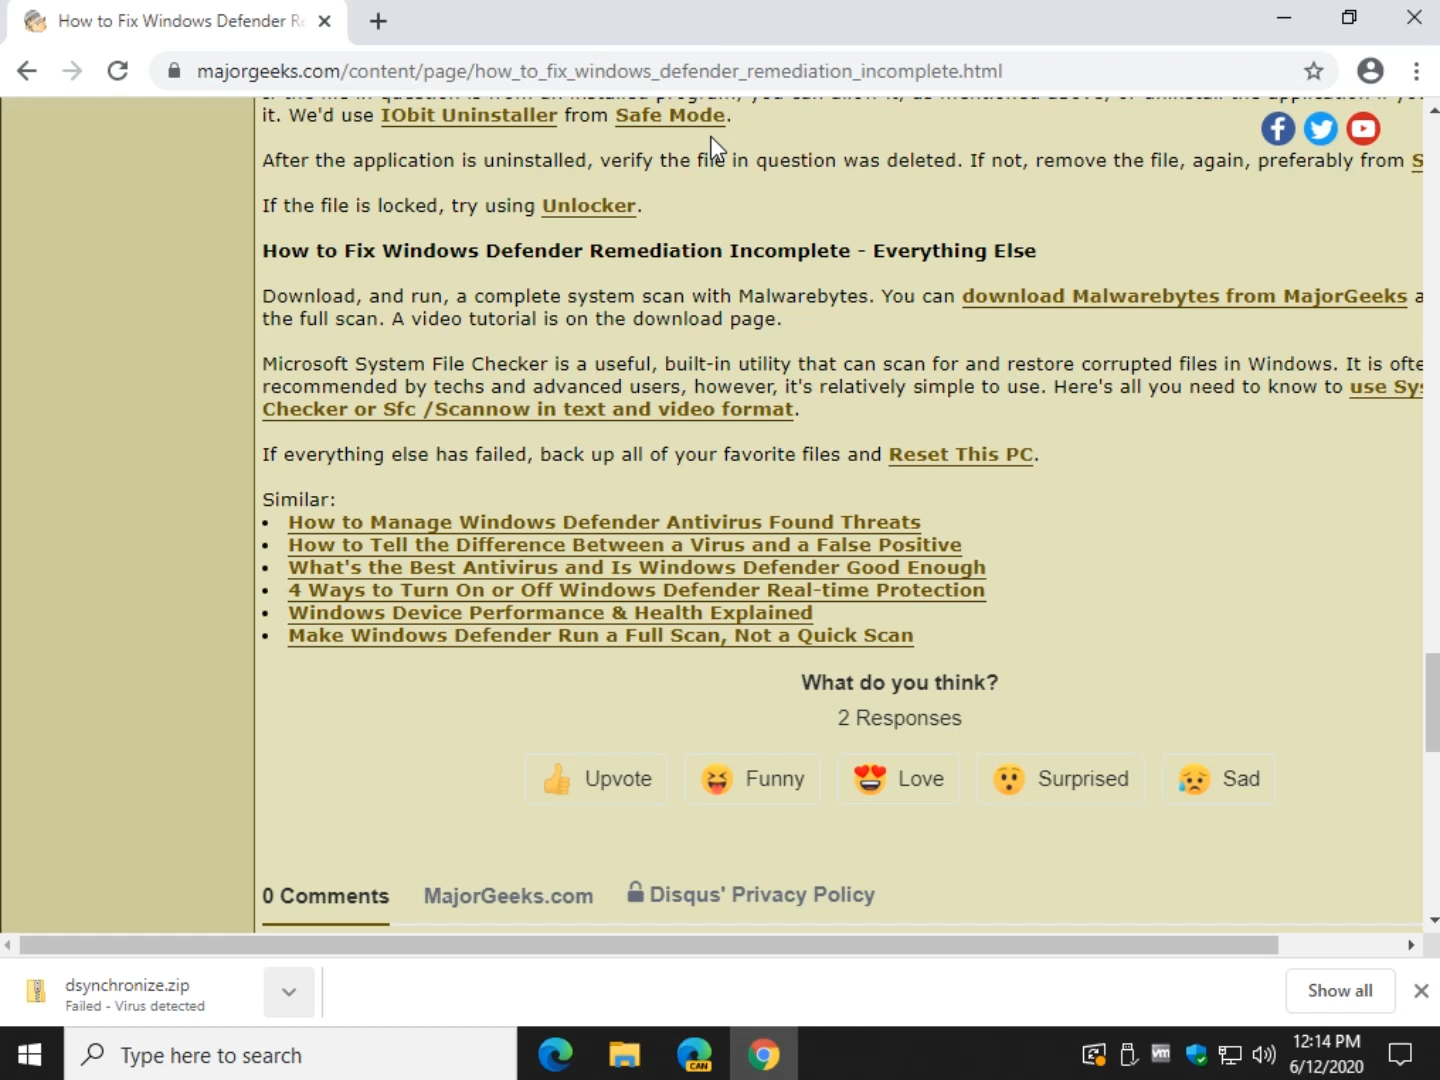 How to Fix Windows Defender Re
majorgeeks.com/content/page/how_to_fix_windows_defender_remediation_incomplete.html
it. We'd use IObit Uninstaller from Safe Mode.
After the application is uninstalled, verify the file in question was deleted. If not, remove the file, again, preferably from S
If the file is locked, try using Unlocker.
How to Fix Windows Defender Remediation Incomplete - Everything Else
Download, and run, a complete system scan with Malwarebytes. You can download Malwarebytes from MajorGeeks a
the full scan. A video tutorial is on the download page.
Microsoft System File Checker is a useful, built-in utility that can scan for and restore corrupted files in Windows. It is ofte
recommended by techs and advanced users, however, it's relatively simple to use. Here's all you need to know to use Sys
Checker or Sfc /Scannow in text and video format.
If everything else has failed, back up all of your favorite files and Reset This PC.
Similar:
• How to Manage Windows Defender Antivirus Found Threats
• How to Tell the Difference Between a Virus and a False Positive
• What's the Best Antivirus and Is Windows Defender Good Enough
• 4 Ways to Turn On or Off Windows Defender Real-time Protection
• Windows Device Performance & Health Explained
• Make Windows Defender Run a Full Scan, Not a Quick Scan
What do you think?
2 Responses
Upvote Funny Love Surprised Sad
0 Comments MajorGeeks.com Disqus' Privacy Policy
dsynchronize.zip
Failed - Virus detected
Show all
Type here to search
CAN
vm
12:14 PM
6/12/2020